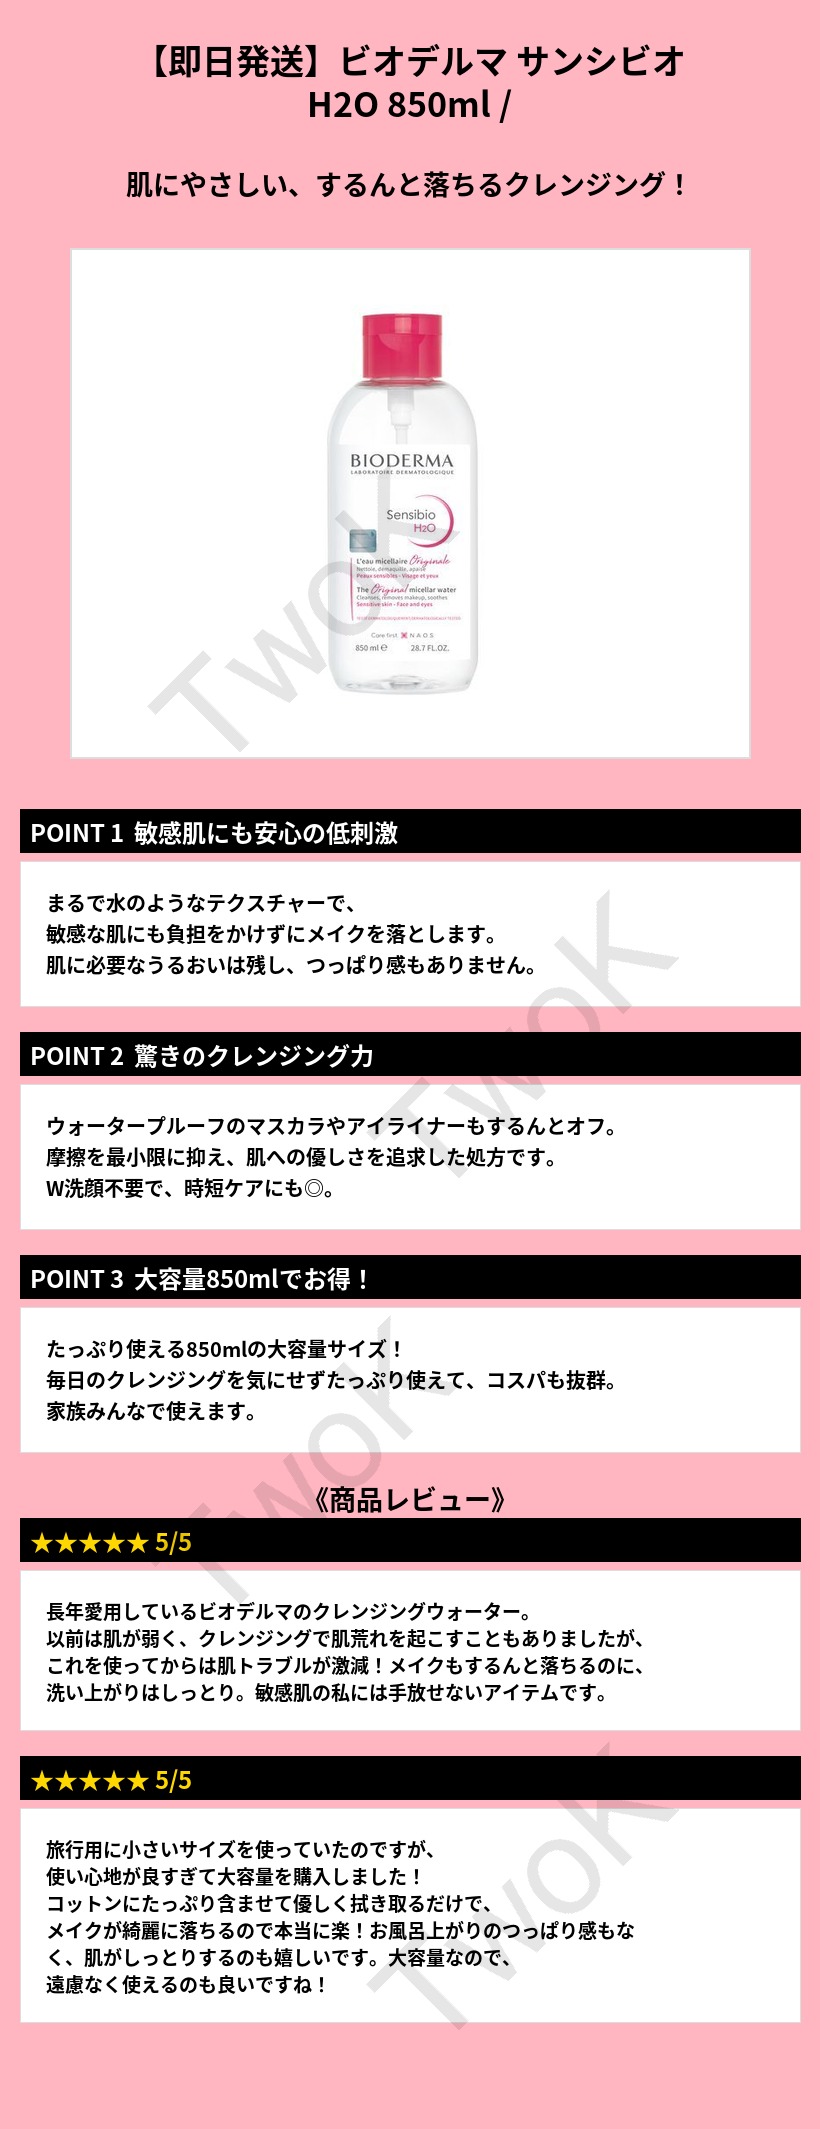 【即日発送】ビオデルマ サンシビオ
H2O 850ml /
肌にやさしい、するんと落ちるクレンジング！
BIODERMA
LABORATOIRE DERMATOLOGIQUE
Sensibio
H2O
L'eau micellaire Originale
Nettoie, démaquille, apaise
Peaux sensibles - Visage et yeux
The Original micellar water
Cleanses, removes makeup, soothes
Sensitive skin - Face and eyes
Care first NAOS
850 ml ℮ 28.7 FL.OZ.
TwoK
POINT 1 敏感肌にも安心の低刺激
まるで水のようなテクスチャーで、
敏感な肌にも負担をかけずにメイクを落とします。
肌に必要なうるおいは残し、つっぱり感もありません。
TwoK
POINT 2 驚きのクレンジング力
ウォータープルーフのマスカラやアイライナーもするんとオフ。
摩擦を最小限に抑え、肌への優しさを追求した処方です。
W洗顔不要で、時短ケアにも◎。
POINT 3 大容量850mlでお得！
たっぷり使える850mlの大容量サイズ！
毎日のクレンジングを気にせずたっぷり使えて、コスパも抜群。
家族みんなで使えます。
TwoK
《商品レビュー》
★★★★★ 5/5
長年愛用しているビオデルマのクレンジングウォーター。
以前は肌が弱く、クレンジングで肌荒れを起こすこともありましたが、
これを使ってからは肌トラブルが激減！メイクもするんと落ちるのに、
洗い上がりはしっとり。敏感肌の私には手放せないアイテムです。
★★★★★ 5/5
旅行用に小さいサイズを使っていたのですが、
使い心地が良すぎて大容量を購入しました！
コットンにたっぷり含ませて優しく拭き取るだけで、
メイクが綺麗に落ちるので本当に楽！お風呂上がりのつっぱり感もな
く、肌がしっとりするのも嬉しいです。大容量なので、
遠慮なく使えるのも良いですね！
TwoK